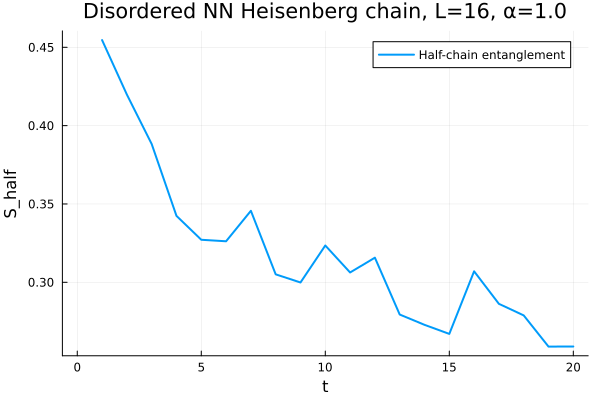 Disordered NN Heisenberg chain, L=16, α=1.0
Half-chain entanglement
S_half
0.45
0.40
0.35
0.30
0
5
10
15
20
t